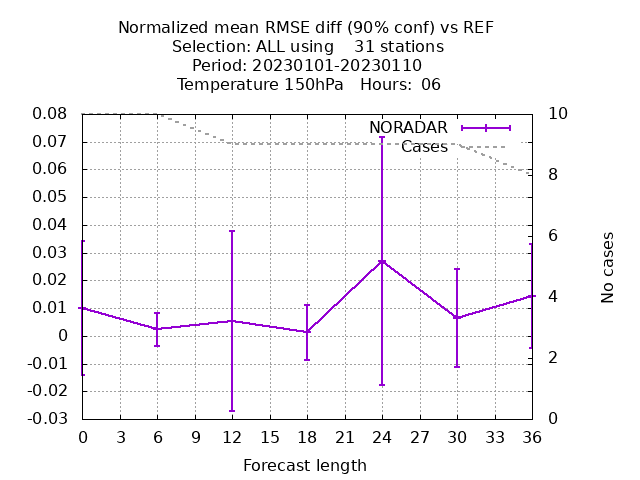 Normalized mean RMSE diff (90% conf) vs REF
Selection: ALL using    31 stations
Period: 20230101-20230110
Temperature 150hPa   Hours:  06
NORADAR
Cases
0.08
0.07
0.06
0.05
0.04
0.03
0.02
0.01
0
-0.01
-0.02
-0.03
10
8
6
4
2
0
No cases
0 3 6 9 12 15 18 21 24 27 30 33 36
Forecast length